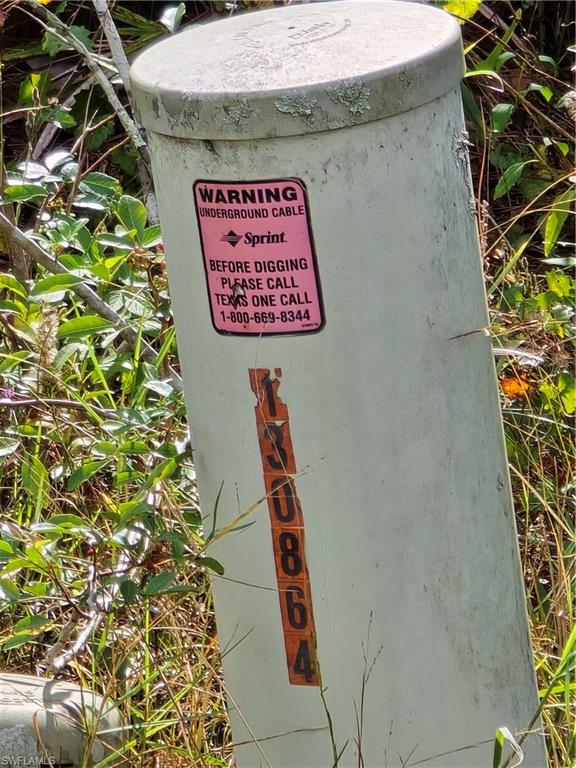 WARNING
UNDERGROUND CABLE
Sprint
BEFORE DIGGING
PLEASE CALL
TEXAS ONE CALL
1-800-669-8344
1
3
0
8
6
4
SWFLAMLS